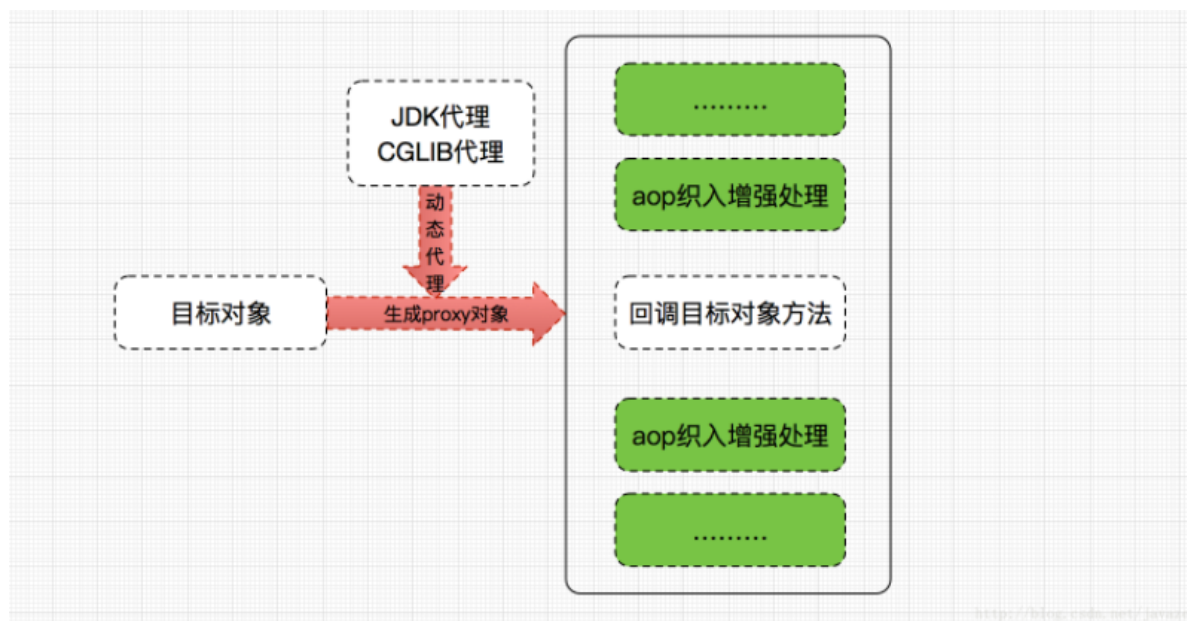 JDK代理
CGLIB代理
动态代理
目标对象
生成proxy对象
.........
aop织入增强处理
回调目标对象方法
aop织入增强处理
.........